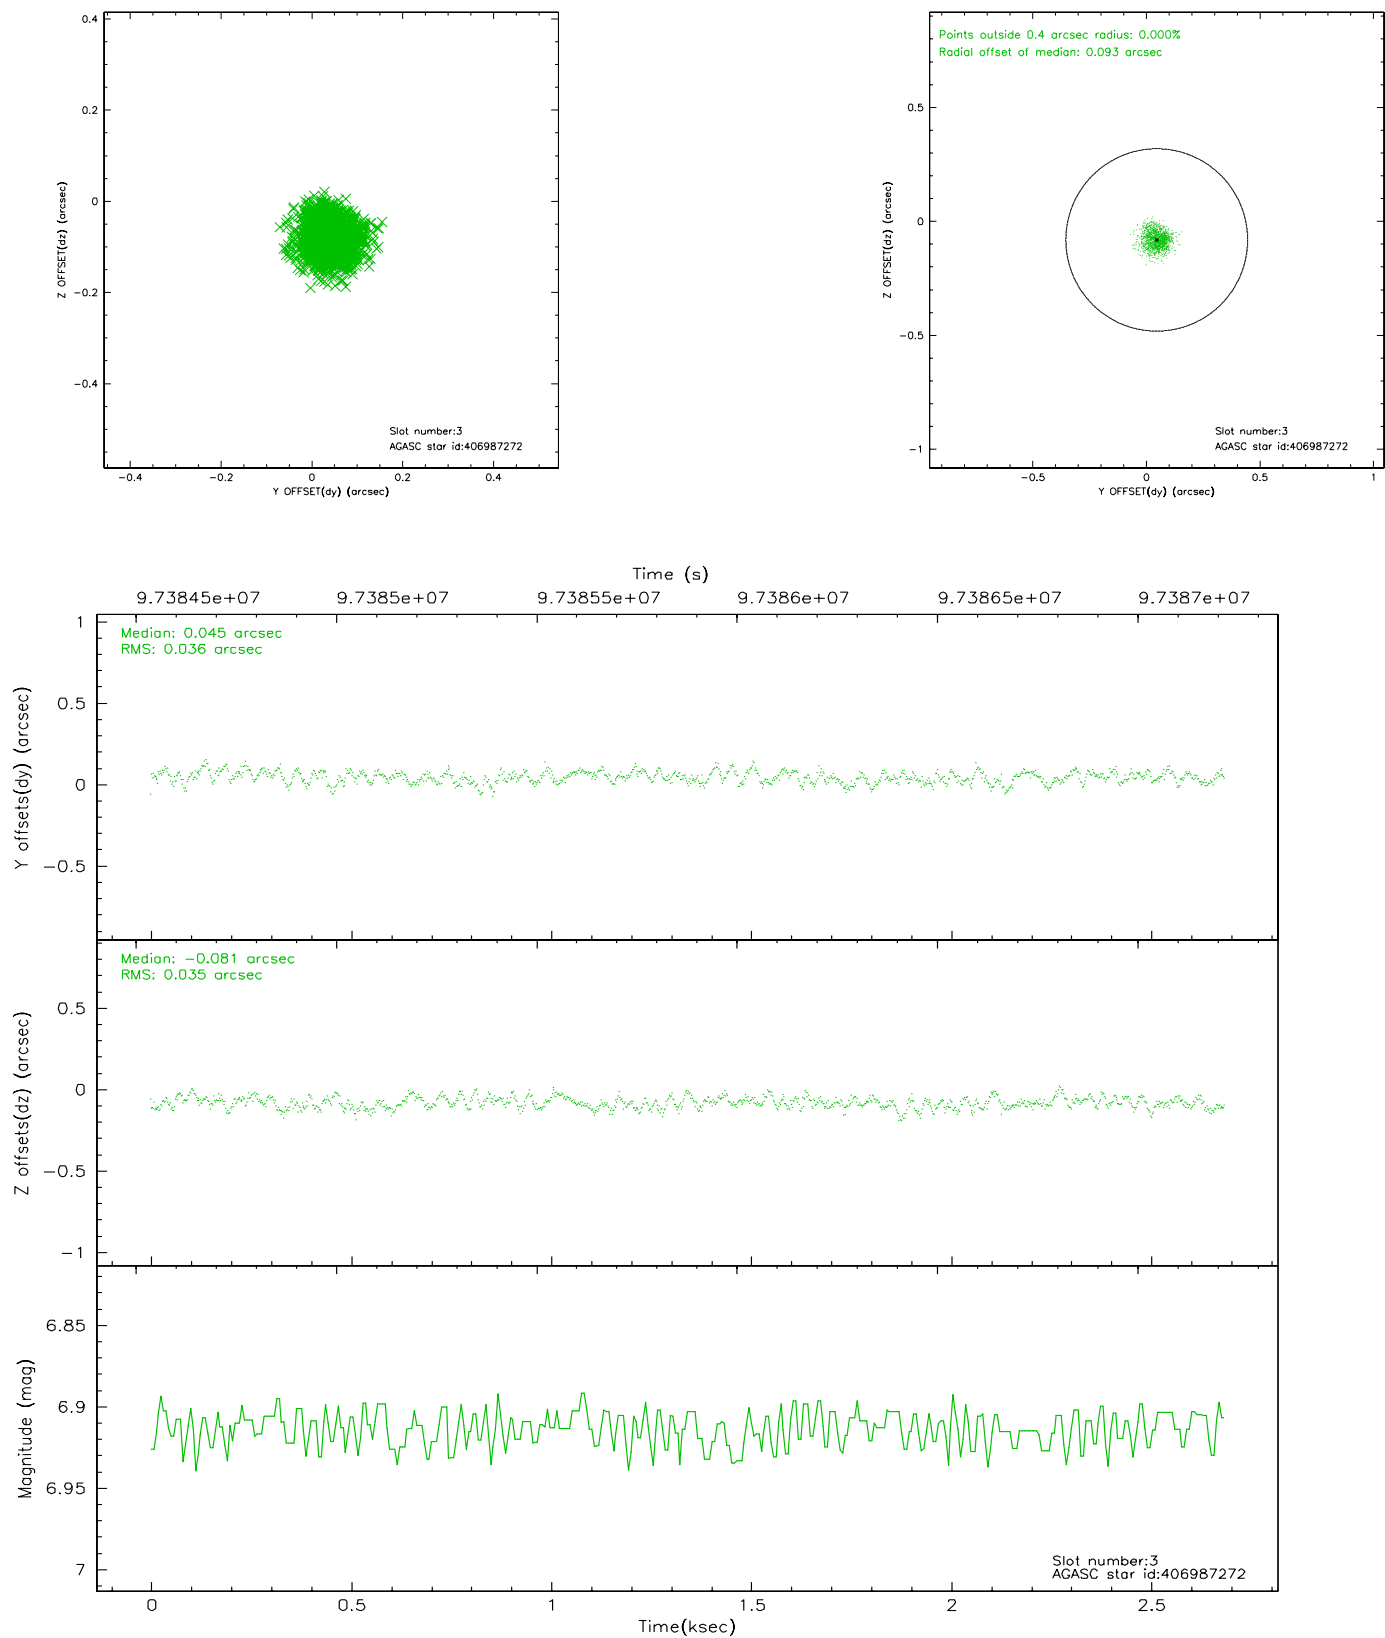 0.4
0.2
0
−0.2
−0.4
Z OFFSET(dz) (arcsec)
Slot number:3
AGASC star id:406987272
−0.4 −0.2 0 0.2 0.4
Y OFFSET(dy) (arcsec)
Points outside 0.4 arcsec radius: 0.000%
Radial offset of median: 0.093 arcsec
0.5
0
−0.5
−1
Z OFFSET(dz) (arcsec)
Slot number:3
AGASC star id:406987272
−0.5 0 0.5 1
Y OFFSET(dy) (arcsec)
Time (s)
9.73845e+07 9.7385e+07 9.73855e+07 9.7386e+07 9.73865e+07 9.7387e+07
Median: 0.045 arcsec
RMS: 0.036 arcsec
1
0.5
0
−0.5
Y offsets(dy) (arcsec)
Median: −0.081 arcsec
RMS: 0.035 arcsec
0.5
0
−0.5
−1
Z offsets(dz) (arcsec)
6.85
6.9
6.95
7
Magnitude (mag)
Slot number:3
AGASC star id:406987272
0 0.5 1 1.5 2 2.5
Time(ksec)